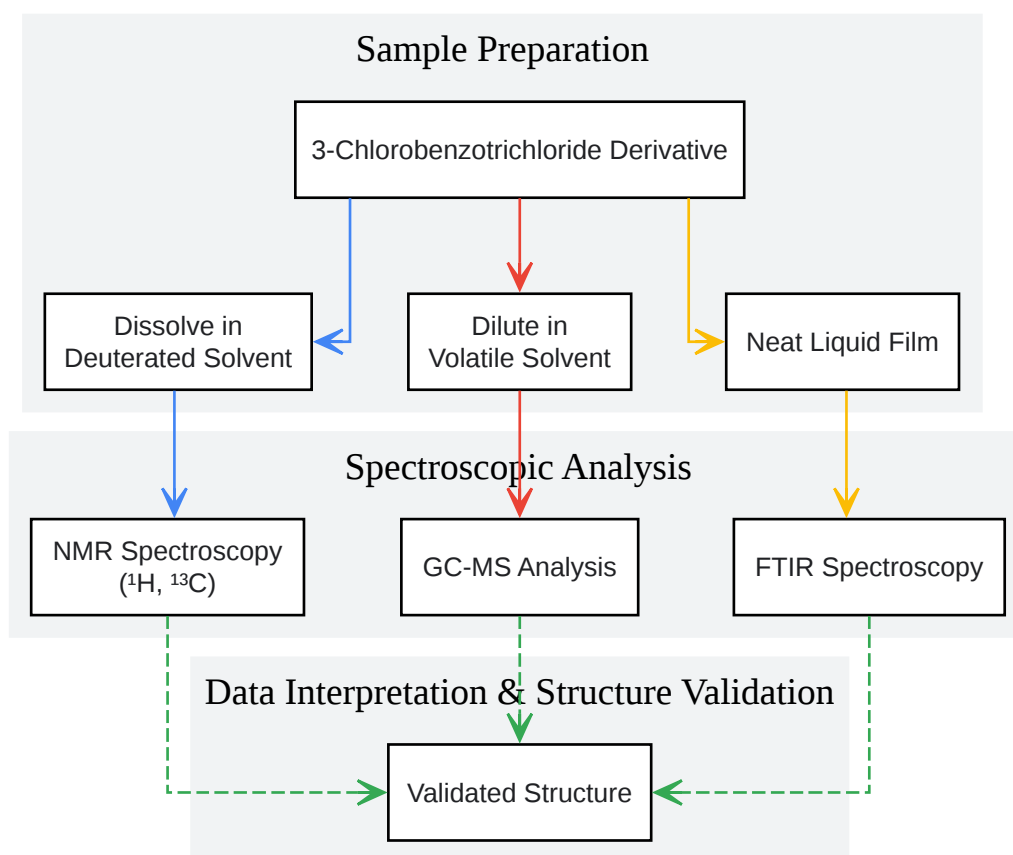 Sample Preparation
3-Chlorobenzotrichloride Derivative
Dissolve in
Deuterated Solvent
Dilute in
Volatile Solvent
Neat Liquid Film
Spectroscopic Analysis
NMR Spectroscopy
(¹H, ¹³C)
GC-MS Analysis
FTIR Spectroscopy
Data Interpretation & Structure Validation
Validated Structure